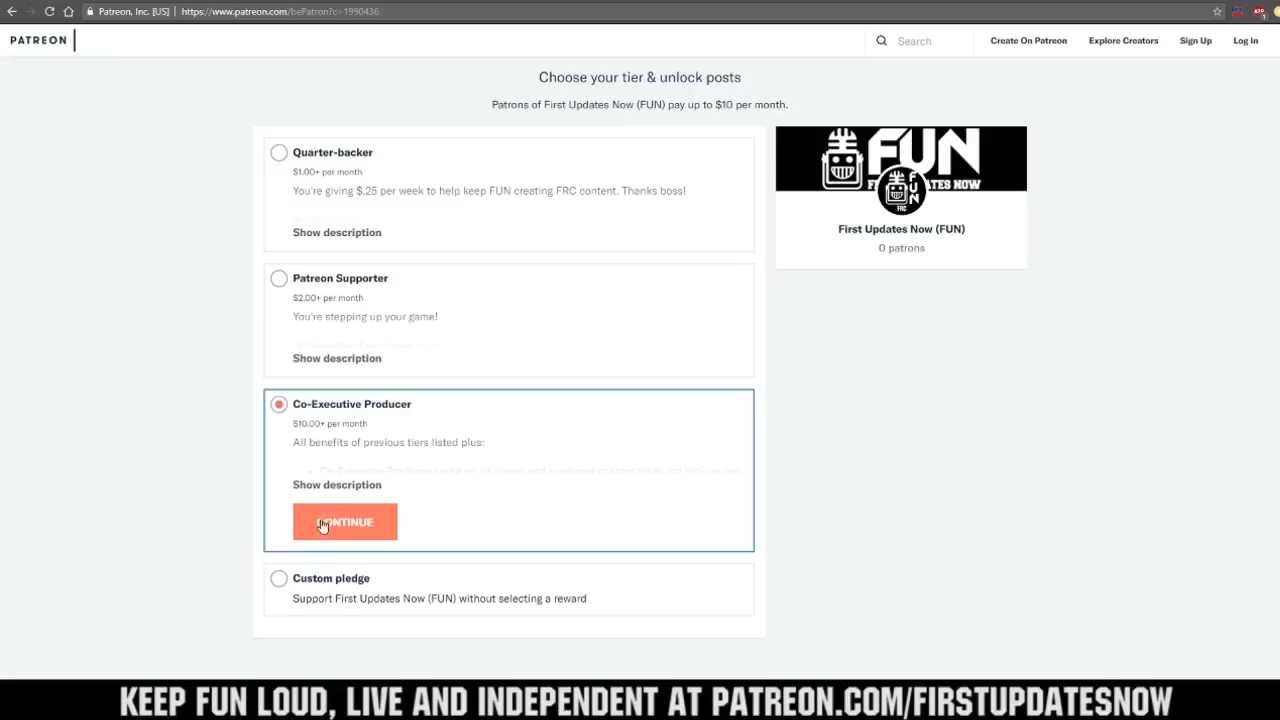 Patreon, Inc. [US] | https://www.patreon.com/bePatron?c=1990436
PATREON
Search
Create On Patreon
Explore Creators
Sign Up
Log In
Choose your tier & unlock posts
Patrons of First Updates Now (FUN) pay up to $10 per month.
Quarter-backer
$1.00+ per month
You're giving $.25 per week to help keep FUN creating FRC content. Thanks boss!
Show description
Patreon Supporter
$2.00+ per month
You're stepping up your game!
Show description
Co-Executive Producer
$10.00+ per month
All benefits of previous tiers listed plus:
Show description
CONTINUE
Custom pledge
Support First Updates Now (FUN) without selecting a reward
FUN
ATES NOW
FUN
FRC
First Updates Now (FUN)
0 patrons
KEEP FUN LOUD, LIVE AND INDEPENDENT AT PATREON.COM/FIRSTUPDATESNOW